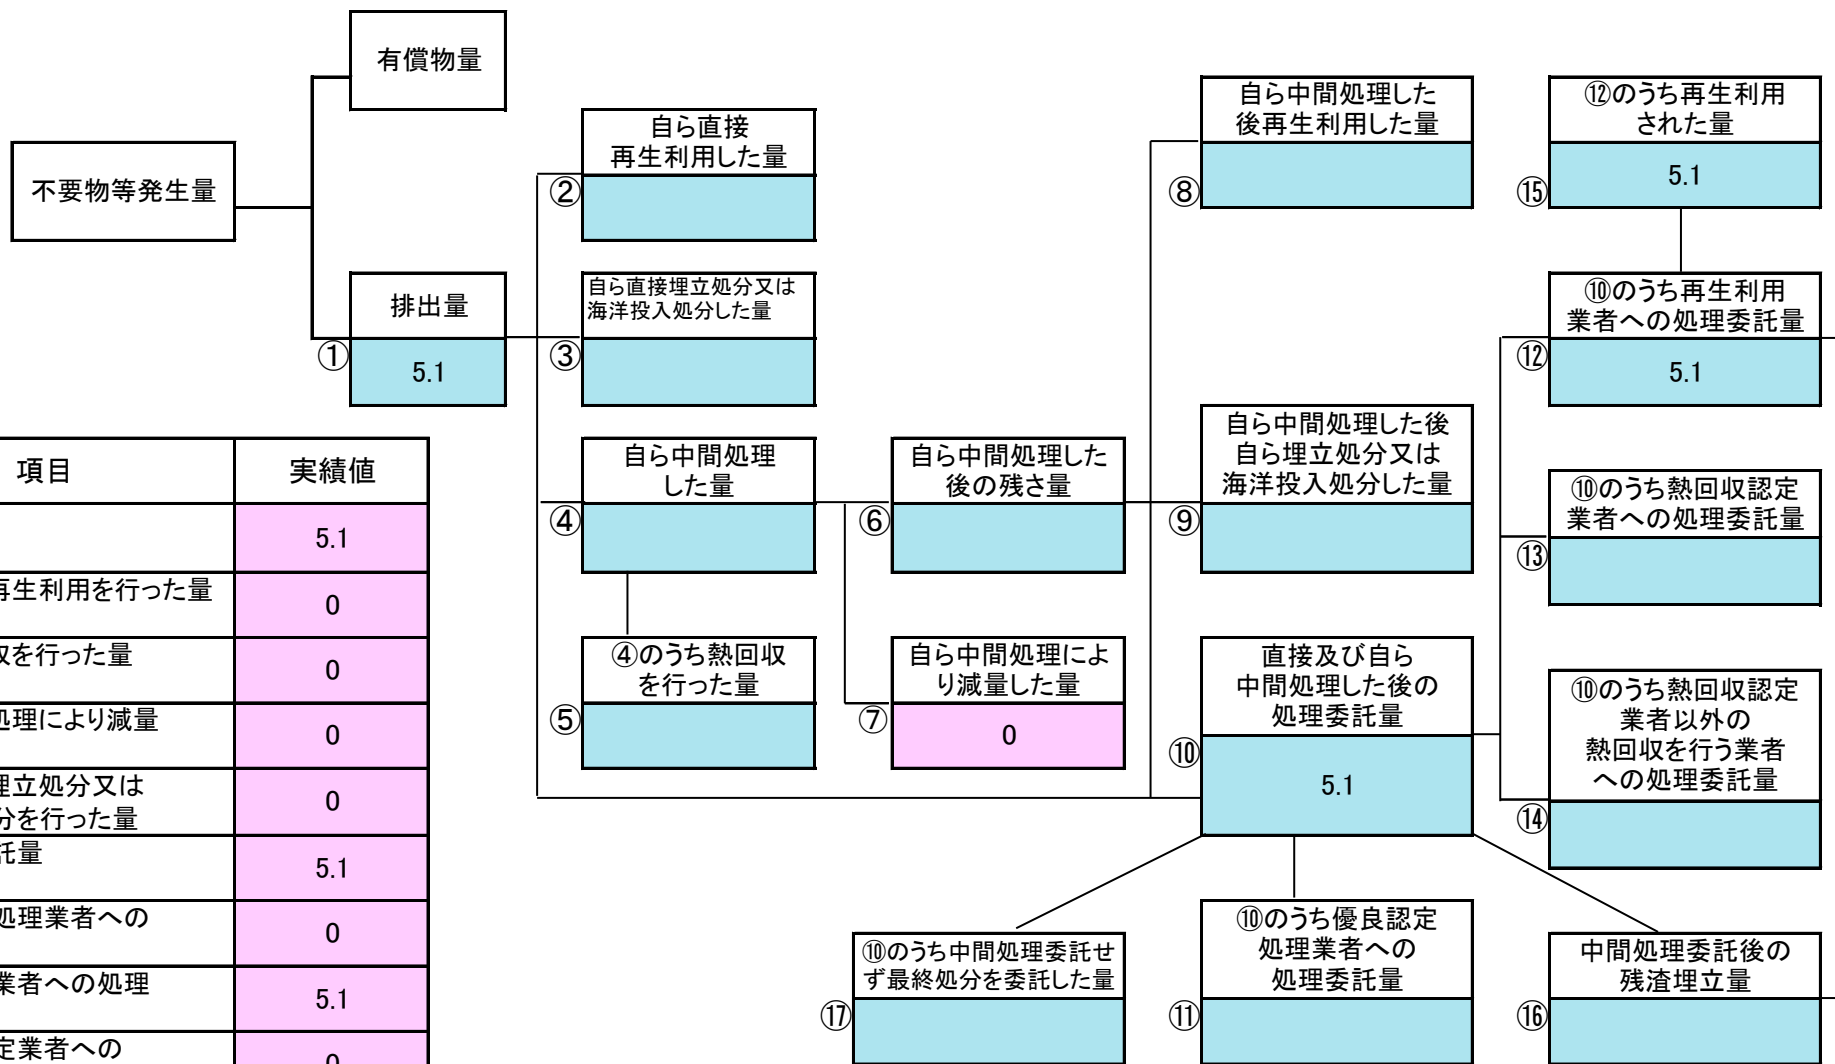 有償物量
不要物等発生量
排出量
①
5.1
自ら直接
再生利用した量
②
自ら直接埋立処分又は
海洋投入処分した量
③
自ら中間処理
した量
④
④のうち熱回収
を行った量
⑤
自ら中間処理した
後の残さ量
⑥
自ら中間処理によ
り減量した量
⑦
0
自ら中間処理した
後再生利用した量
⑧
自ら中間処理した後
自ら埋立処分又は
海洋投入処分した量
⑨
直接及び自ら
中間処理した後の
処理委託量
⑩
5.1
⑫のうち再生利用
された量
⑮
5.1
⑩のうち再生利用
業者への処理委託量
⑫
5.1
⑩のうち熱回収認定
業者への処理委託量
⑬
⑩のうち熱回収認定
業者以外の
熱回収を行う業者
への処理委託量
⑭
⑩のうち中間処理委託せ
ず最終処分を委託した量
⑰
⑩のうち優良認定
処理業者への
処理委託量
⑪
中間処理委託後の
残渣埋立量
⑯
項目 実績値
5.1
再生利用を行った量 0
を行った量 0
処理により減量 0
埋立処分又は
分を行った量 0
託量 5.1
処理業者への 0
業者への処理 5.1
定業者への 0